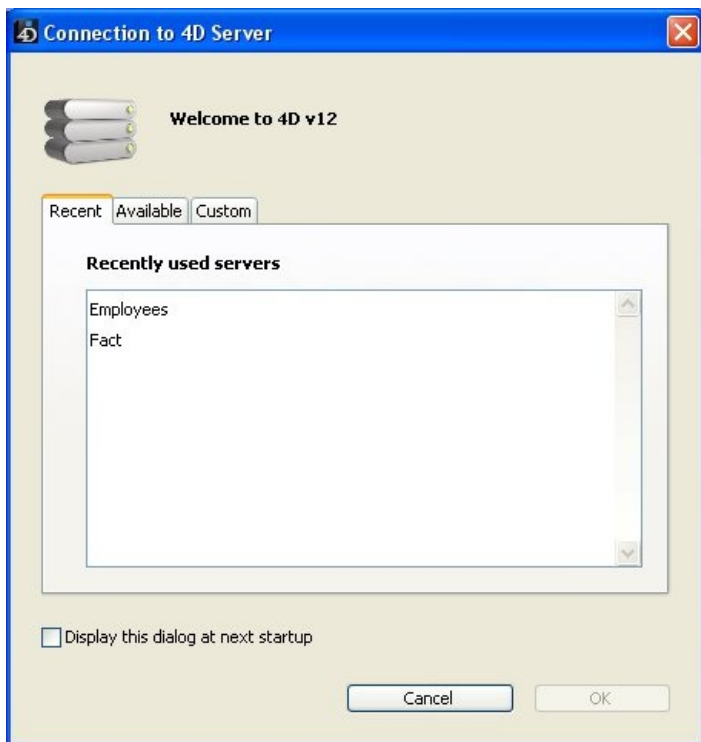 4D Connection to 4D Server
Welcome to 4D v12
Recent Available Custom
Recently used servers
Employees
Fact
Display this dialog at next startup
Cancel OK